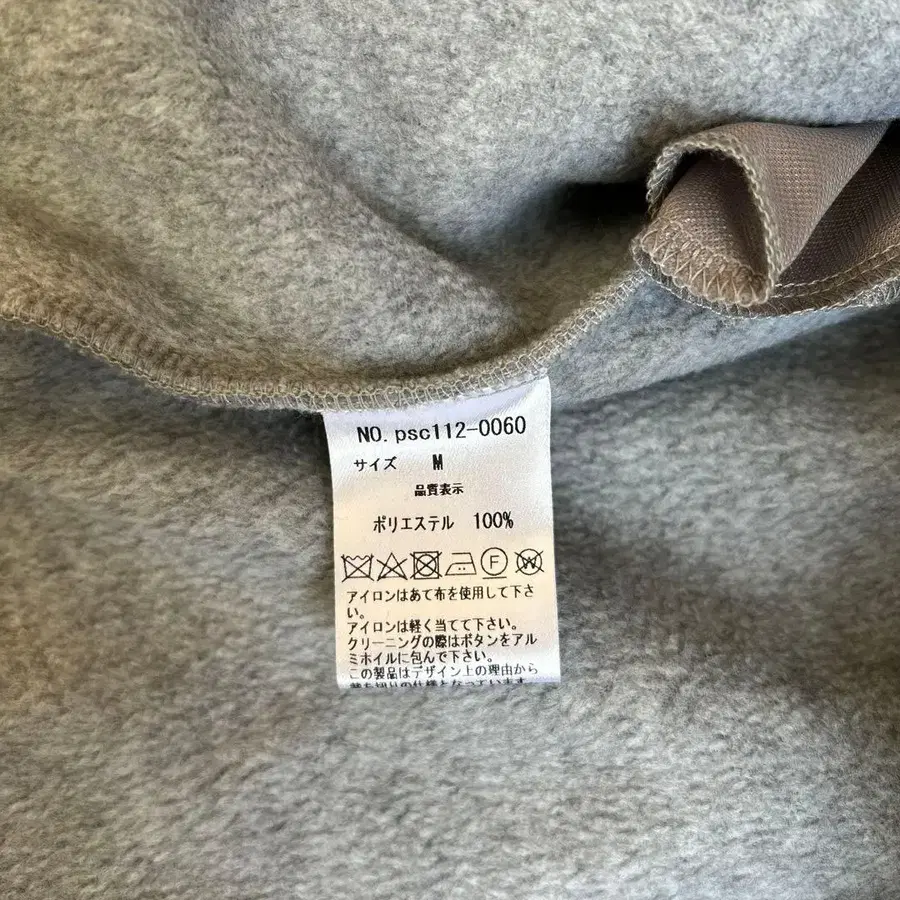 NO. psc112-0060
サイズ M
品質表示
ポリエステル 100%
F W
アイロンはあて布を使用して下さ
い。
アイロンは軽く当てて下さい。
クリーニングの際はボタンをアル
ミホイルに包んで下さい。
この製品はデザイン上の理由から